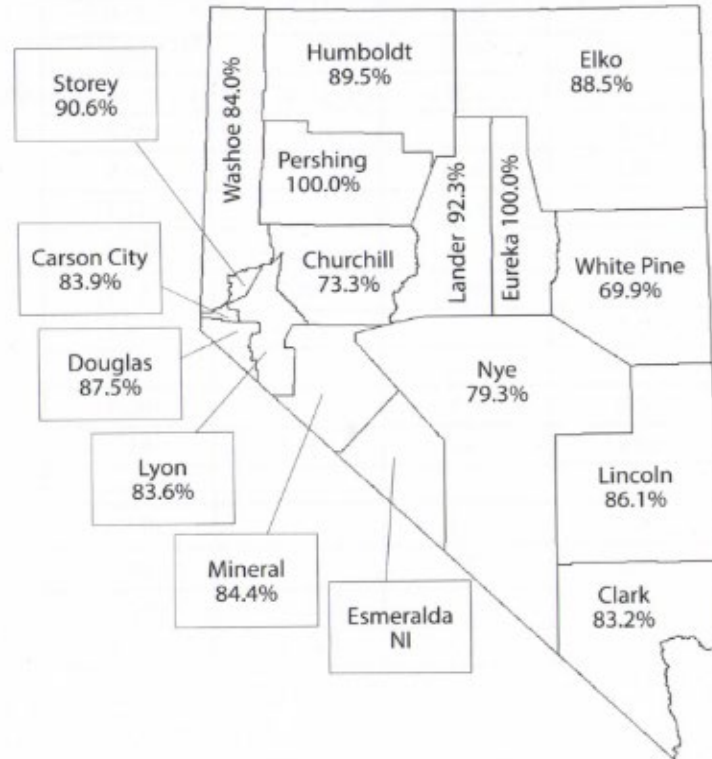 Humboldt
89.5%
Elko
88.5%
Storey
90.6%
Washoe 84.0%
Pershing
100.0%
Lander 92.3%
Eureka 100.0%
Carson City
83.9%
Churchill
73.3%
White Pine
69.9%
Douglas
87.5%
Nye
79.3%
Lyon
83.6%
Lincoln
86.1%
Mineral
84.4%
Esmeralda
NI
Clark
83.2%